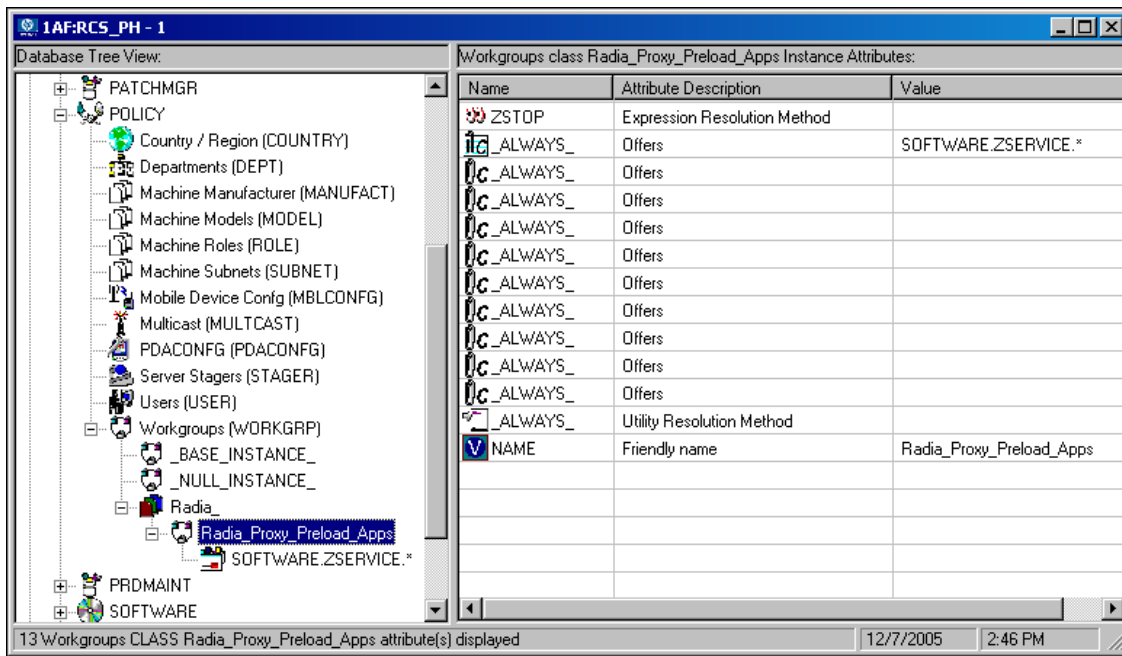 1AF:RCS_PH - 1
Database Tree View:
PATCHMGR
POLICY
Country / Region (COUNTRY)
Departments (DEPT)
Machine Manufacturer (MANUFACT)
Machine Models (MODEL)
Machine Roles (ROLE)
Machine Subnets (SUBNET)
Mobile Device Confg (MBLCONFG)
Multicast (MULTCAST)
PDACONFG (PDACONFG)
Server Stagers (STAGER)
Users (USER)
Workgroups (WORKGRP)
_BASE_INSTANCE_
_NULL_INSTANCE_
Radia_
Radia_Proxy_Preload_Apps
SOFTWARE.ZSERVICE.*
PRDMAINT
SOFTWARE
Workgroups class Radia_Proxy_Preload_Apps Instance Attributes:
Name Attribute Description Value
ZSTOP Expression Resolution Method
_ALWAYS_ Offers SOFTWARE.ZSERVICE.*
_ALWAYS_ Offers
_ALWAYS_ Offers
_ALWAYS_ Offers
_ALWAYS_ Offers
_ALWAYS_ Offers
_ALWAYS_ Offers
_ALWAYS_ Offers
_ALWAYS_ Offers
_ALWAYS_ Offers
_ALWAYS_ Utility Resolution Method
NAME Friendly name Radia_Proxy_Preload_Apps
13 Workgroups CLASS Radia_Proxy_Preload_Apps attribute(s) displayed 12/7/2005 2:46 PM